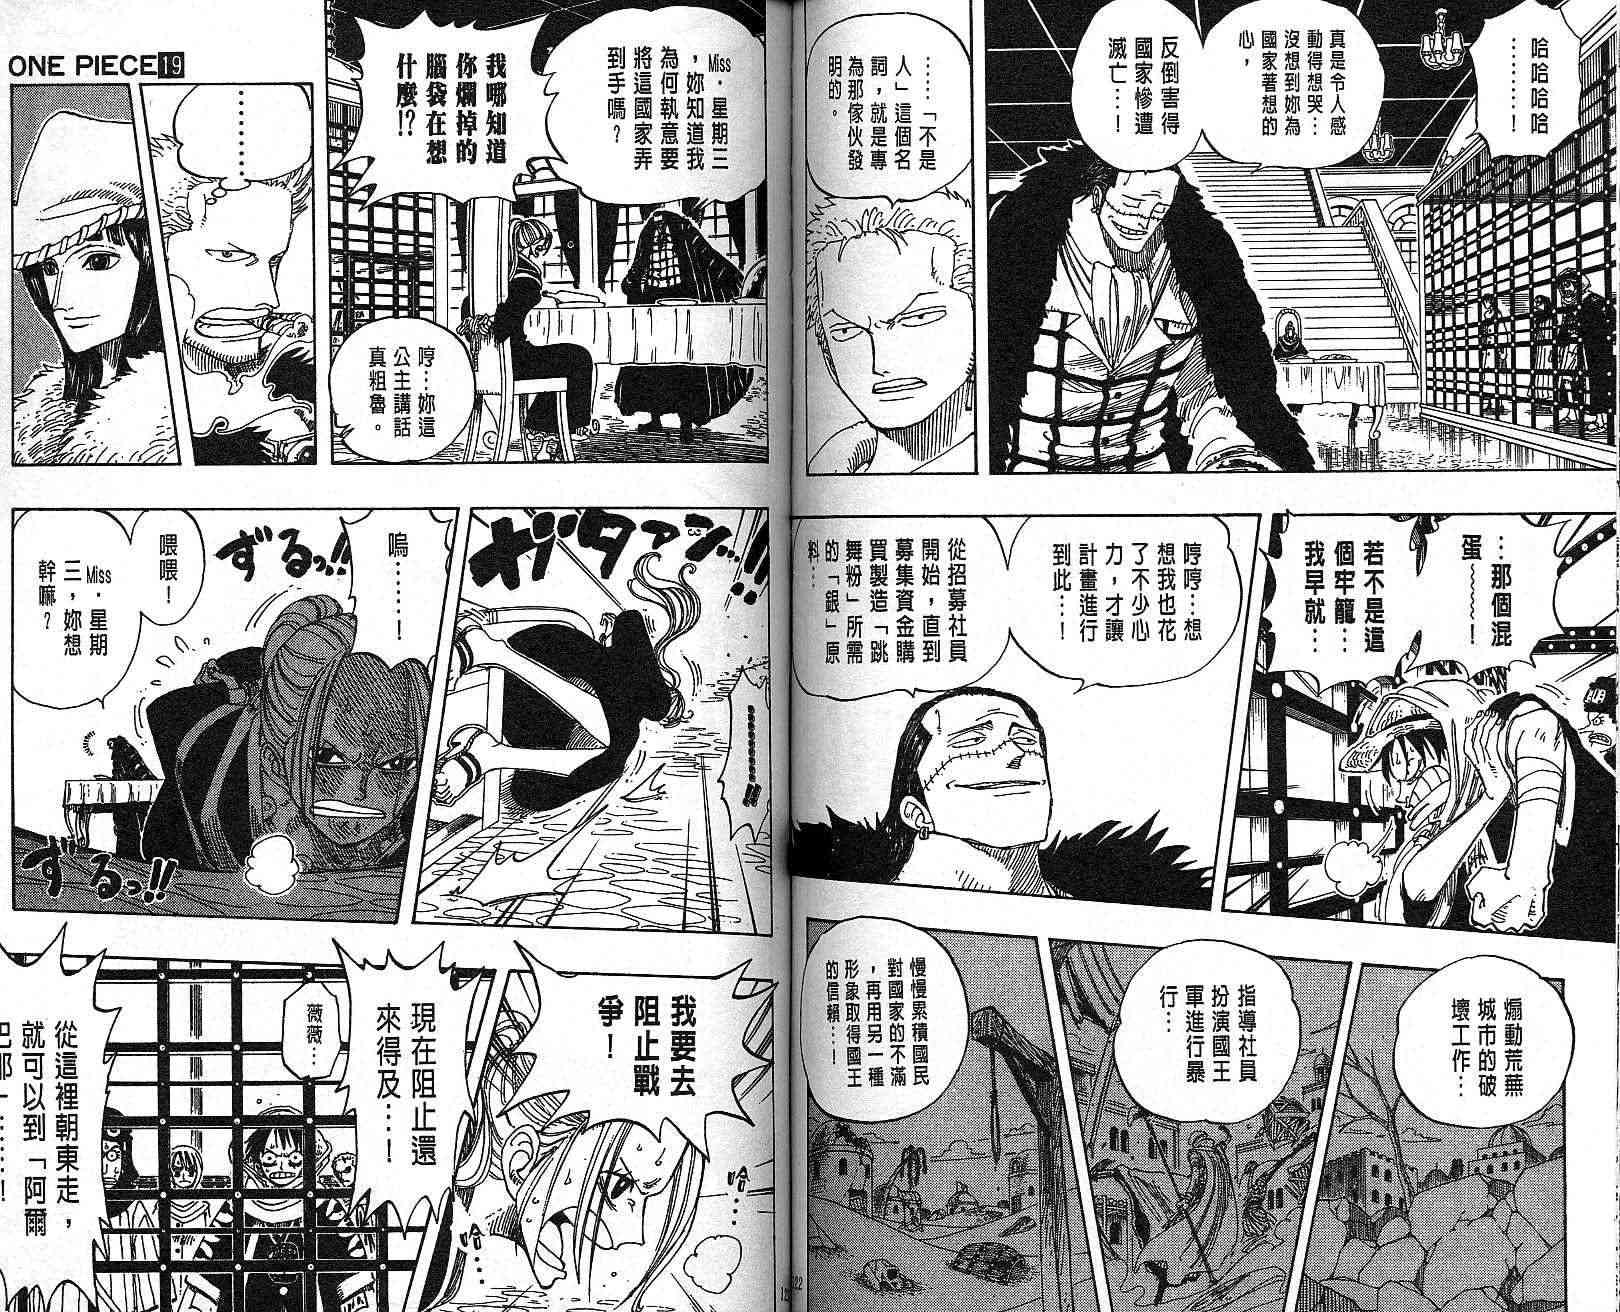 哈哈哈哈
………!
真是令人感
動得想哭…
沒想到妳為
國家著想的
心，
反倒害得
國家慘遭
滅亡…!
……「不是
人」這個名
詞，就是專
為那傢伙發
明的。
…那個混
蛋~~~~!
若不是這
個牢籠…
我早就…
哼哼…想
想我也花
了不少心
力，才讓
計畫進行
到此…!
從招募社員
開始，直到
募集資金購
買製造「跳
舞粉」所需
的「銀」原
料…
煽動荒蕪
城市的破
壞工作…
指導社員
扮演國王
軍進行暴
行…
慢慢累積國民
對國家的不滿
，再用另一種
形象取得國王
的信賴…!
122
ONE PIECE 19
Miss·星期三
，妳知道我
為何執意要
將這國家弄
到手嗎？
我哪知道
你爛掉的
腦袋在想
什麼!?
哼…妳這
公主講話
真粗魯。
………
ガタァン…!!
嗚……!
ずるっ!!
喂喂！
Miss·星期
三，妳想
幹嘛？
ずるっ!!
我要去
阻止戰
爭！
哈…
哈…
現在阻止還
來得及…!
薇薇…
從這裡朝東走，
就可以到「阿爾
巴那」……!